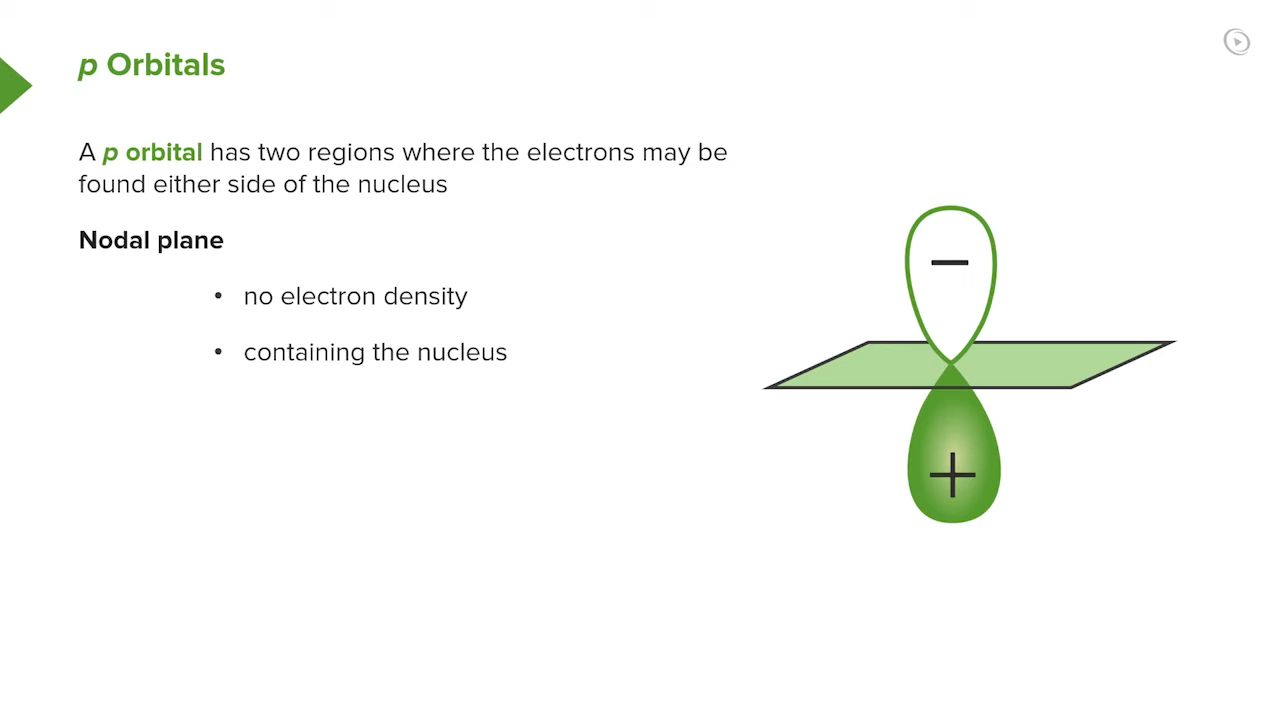 p Orbitals
A p orbital has two regions where the electrons may be
found either side of the nucleus
Nodal plane
• no electron density
• containing the nucleus
−
+